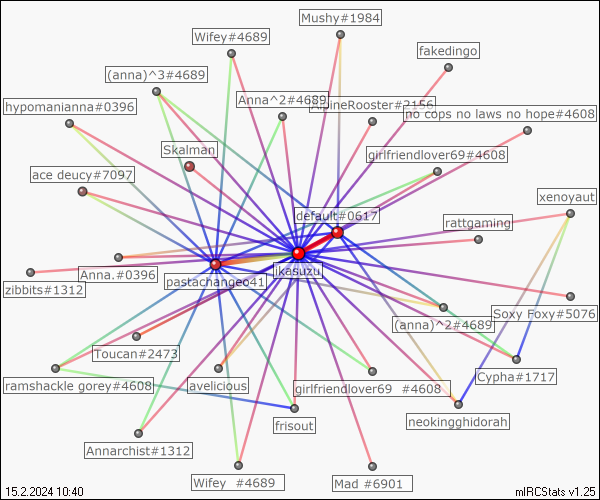 Mushy#1984
Wifey#4689
fakedingo
(anna)^3#4689
hypomanianna#0396
Anna^2#4689
AlpineRooster#2156
no cops no laws no hope#4608
Skalman
girlfriendlover69#4608
ace deucy#7097
xenoyaut
default#0617
rattgaming
Anna.#0396
pastachangeo41
ikasuzu
zibbits#1312
Soxy Foxy#5076
(anna)^2#4689
Toucan#2473
Cypha#1717
ramshackle gorey#4608
avelicious
girlfriendlover69 #4608
neokingghidorah
frisout
Annarchist#1312
Wifey #4689
Mad #6901
15.2.2024 10:40
mIRCStats v1.25